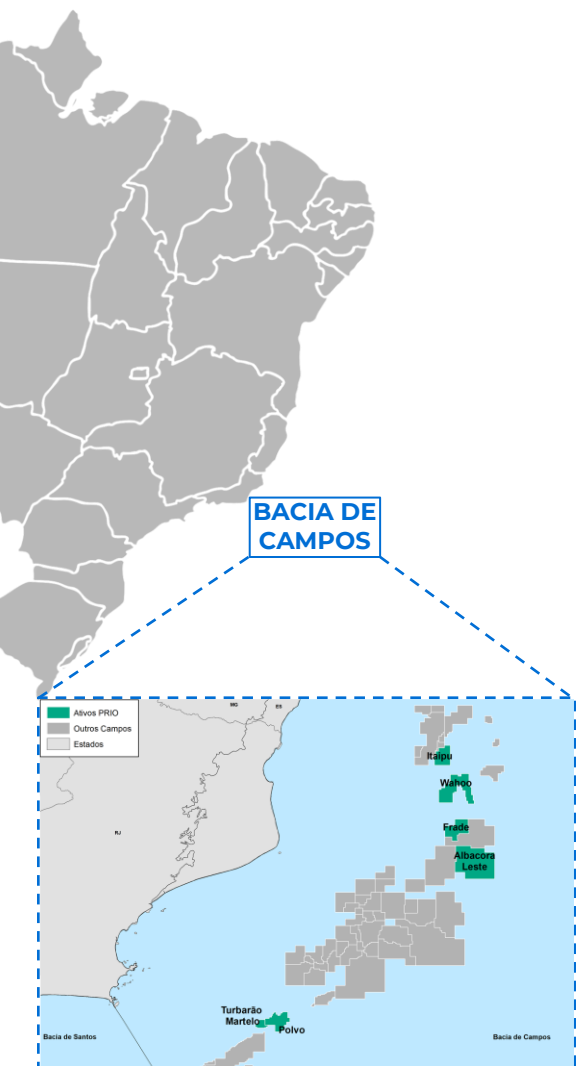 BACIA DE
CAMPOS
Ativos PRIO
Outros Campos
Estados
MG
ES
RJ
Itaipu
Wahoo
Frade
Albacora
Leste
Turbarão
Martelo
Polvo
Bacia de Santos
Bacia de Campos